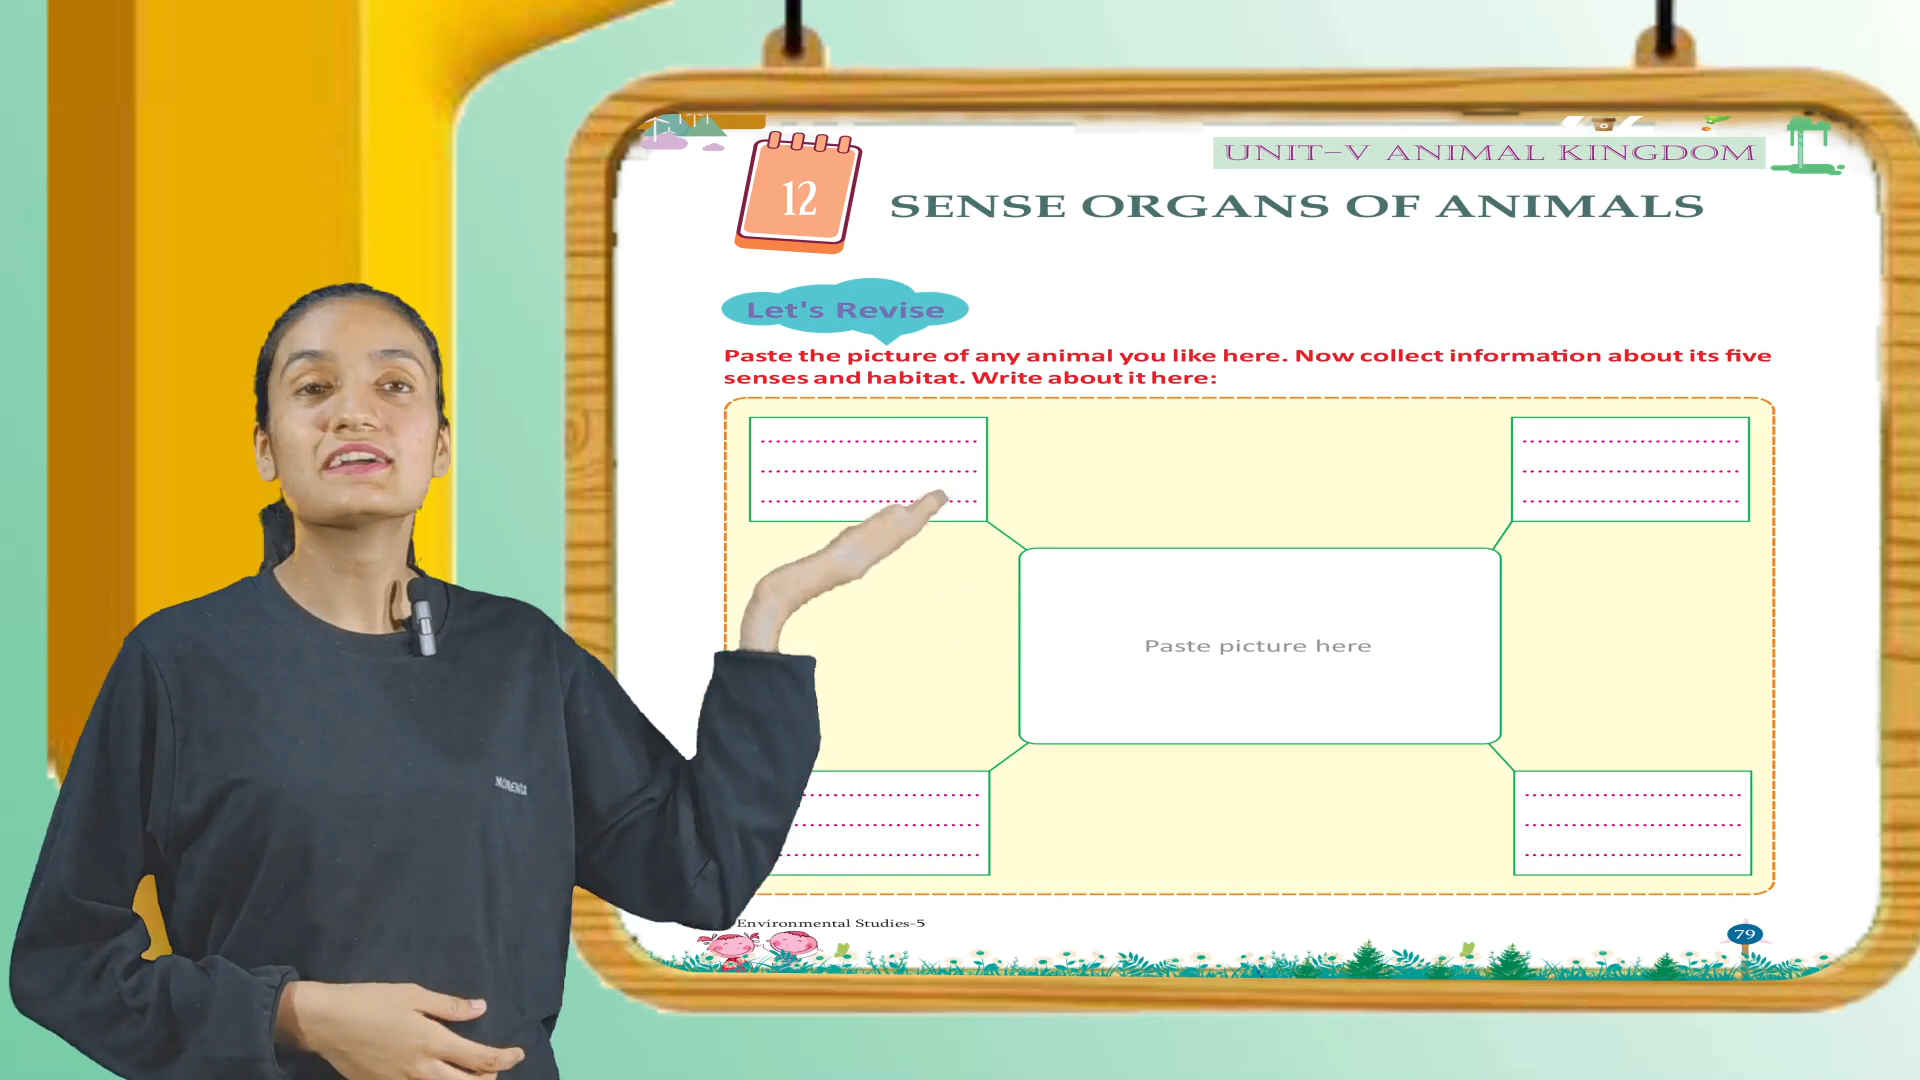 UNIT-V ANIMAL KINGDOM
12
SENSE ORGANS OF ANIMALS
Let's Revise
Paste the picture of any animal you like here. Now collect information about its five
senses and habitat. Write about it here:
Paste picture here
Environmental Studies-5
79